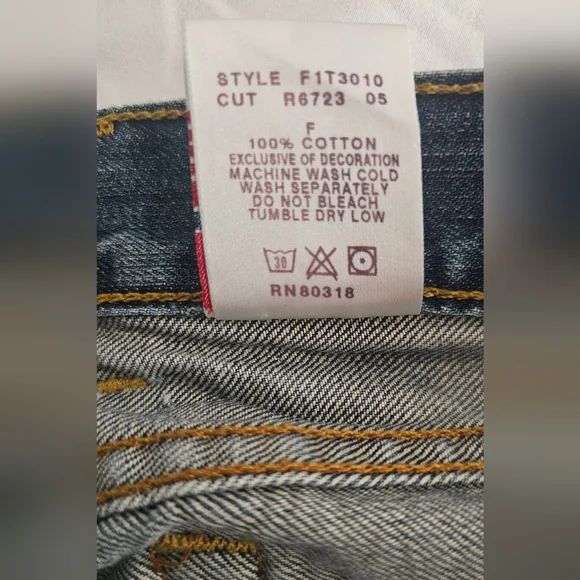 STYLE F1T3010
CUT R6723 05
F
100% COTTON
EXCLUSIVE OF DECORATION
MACHINE WASH COLD
WASH SEPARATELY
DO NOT BLEACH
TUMBLE DRY LOW
30
RN80318